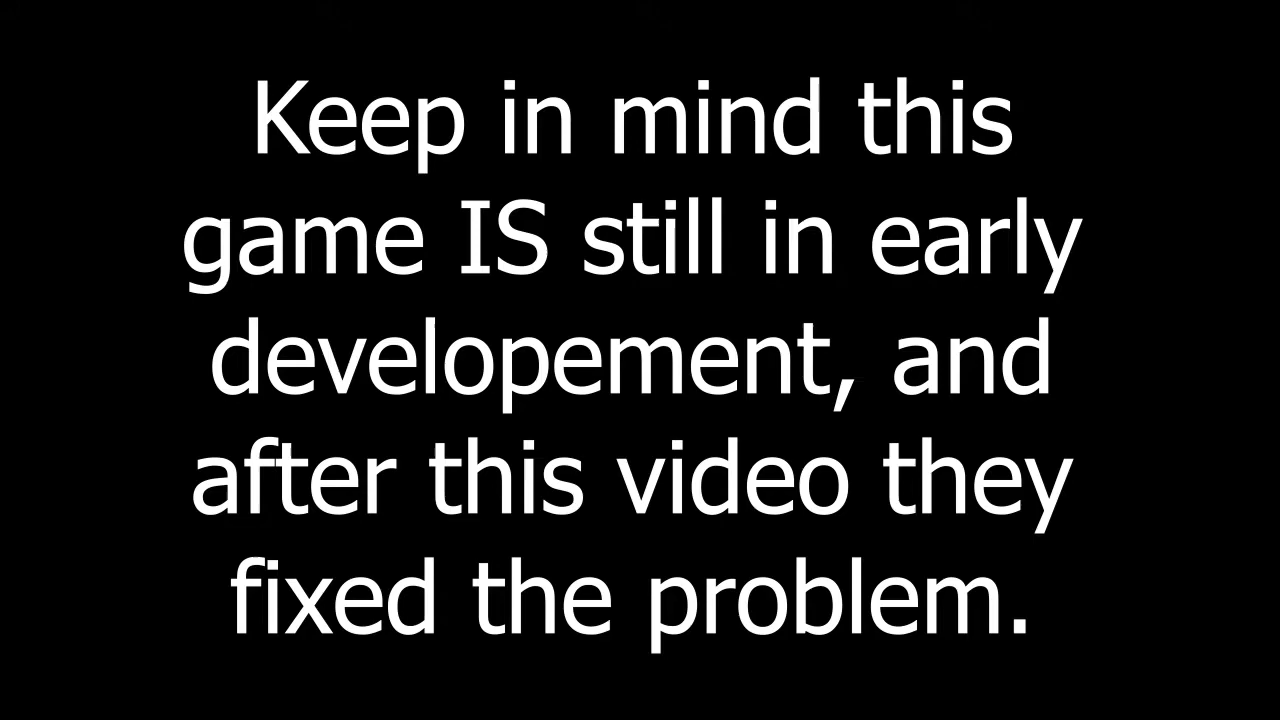 Keep in mind this
game IS still in early
developement, and
after this video they
fixed the problem.